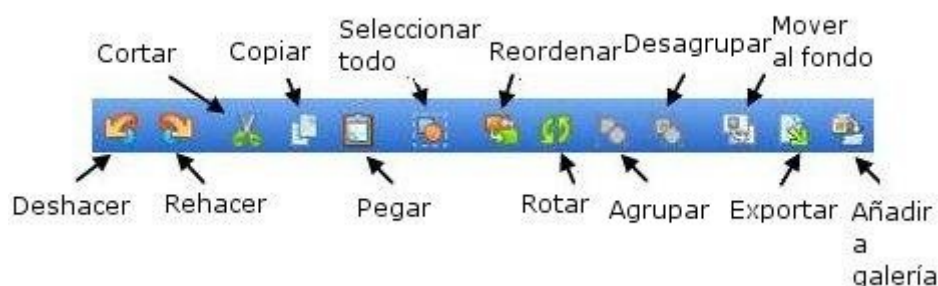 Cortar
Copiar
Seleccionar
todo
Reordenar
Desagrupar
Mover
al fondo
Deshacer
Rehacer
Pegar
Rotar
Agrupar
Exportar
Añadir
a
galería